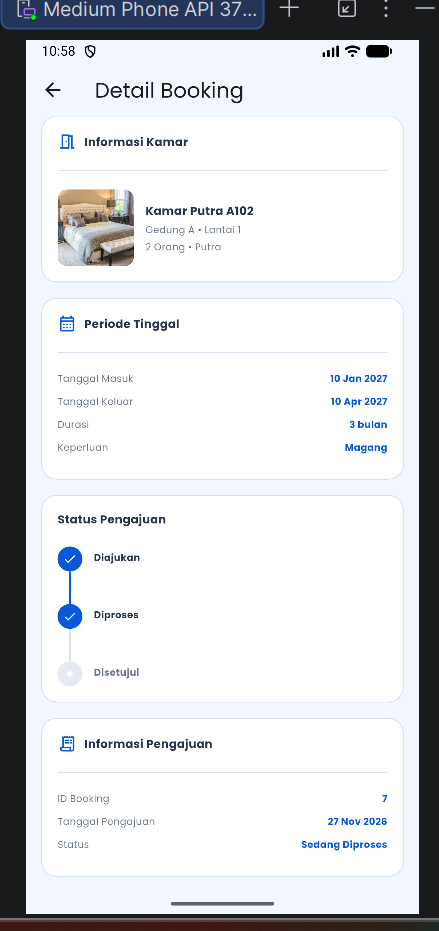 Medium Phone API 37...
10:58
Detail Booking
Informasi Kamar
Kamar Putra A102
Gedung A • Lantai 1
2 Orang • Putra
Periode Tinggal
Tanggal Masuk 10 Jan 2027
Tanggal Keluar 10 Apr 2027
Durasi 3 bulan
Keperluan Magang
Status Pengajuan
Diajukan
Diproses
Disetujui
Informasi Pengajuan
ID Booking 7
Tanggal Pengajuan 27 Nov 2026
Status Sedang Diproses